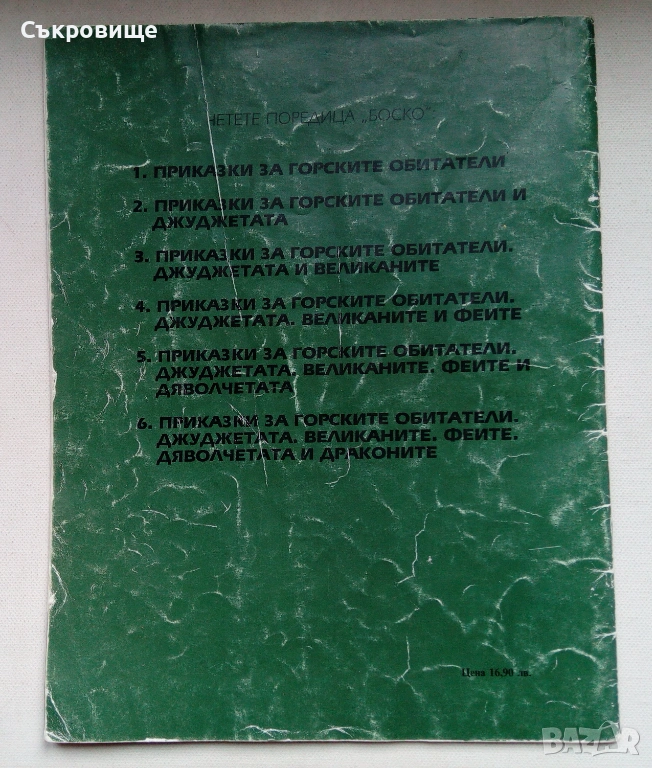 Съкровище
ЧЕТЕТЕ ПОРЕДИЦА „БОСКО“:
1. ПРИКАЗКИ ЗА ГОРСКИТЕ ОБИТАТЕЛИ
2. ПРИКАЗКИ ЗА ГОРСКИТЕ ОБИТАТЕЛИ И
ДЖУДЖЕТАТА
3. ПРИКАЗКИ ЗА ГОРСКИТЕ ОБИТАТЕЛИ.
ДЖУДЖЕТАТА И ВЕЛИКАНИТЕ
4. ПРИКАЗКИ ЗА ГОРСКИТЕ ОБИТАТЕЛИ.
ДЖУДЖЕТАТА. ВЕЛИКАНИТЕ И ФЕИТЕ
5. ПРИКАЗКИ ЗА ГОРСКИТЕ ОБИТАТЕЛИ.
ДЖУДЖЕТАТА. ВЕЛИКАНИТЕ. ФЕИТЕ И
ДЯВОЛЧЕТАТА
6. ПРИКАЗКИ ЗА ГОРСКИТЕ ОБИТАТЕЛИ.
ДЖУДЖЕТАТА. ВЕЛИКАНИТЕ. ФЕИТЕ.
ДЯВОЛЧЕТАТА И ДРАКОНИТЕ
Цена 16,90 лв.
BAZAR